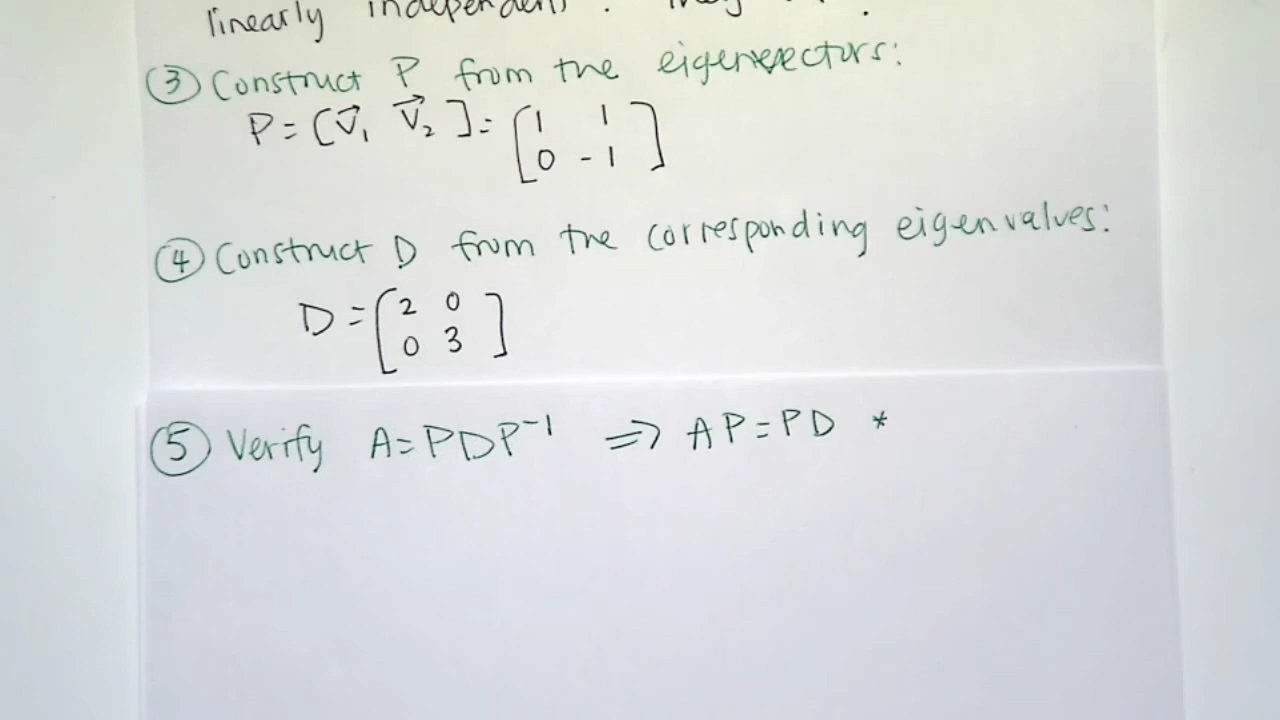 linearly independent.
③ Construct P from the eigenvectors:
P = [v⃗₁ v⃗₂] = [1 1
0 -1]
④ Construct D from the corresponding eigenvalues:
D = [2 0
0 3]
⑤ Verify A=PDP⁻¹ ⇒ AP=PD *